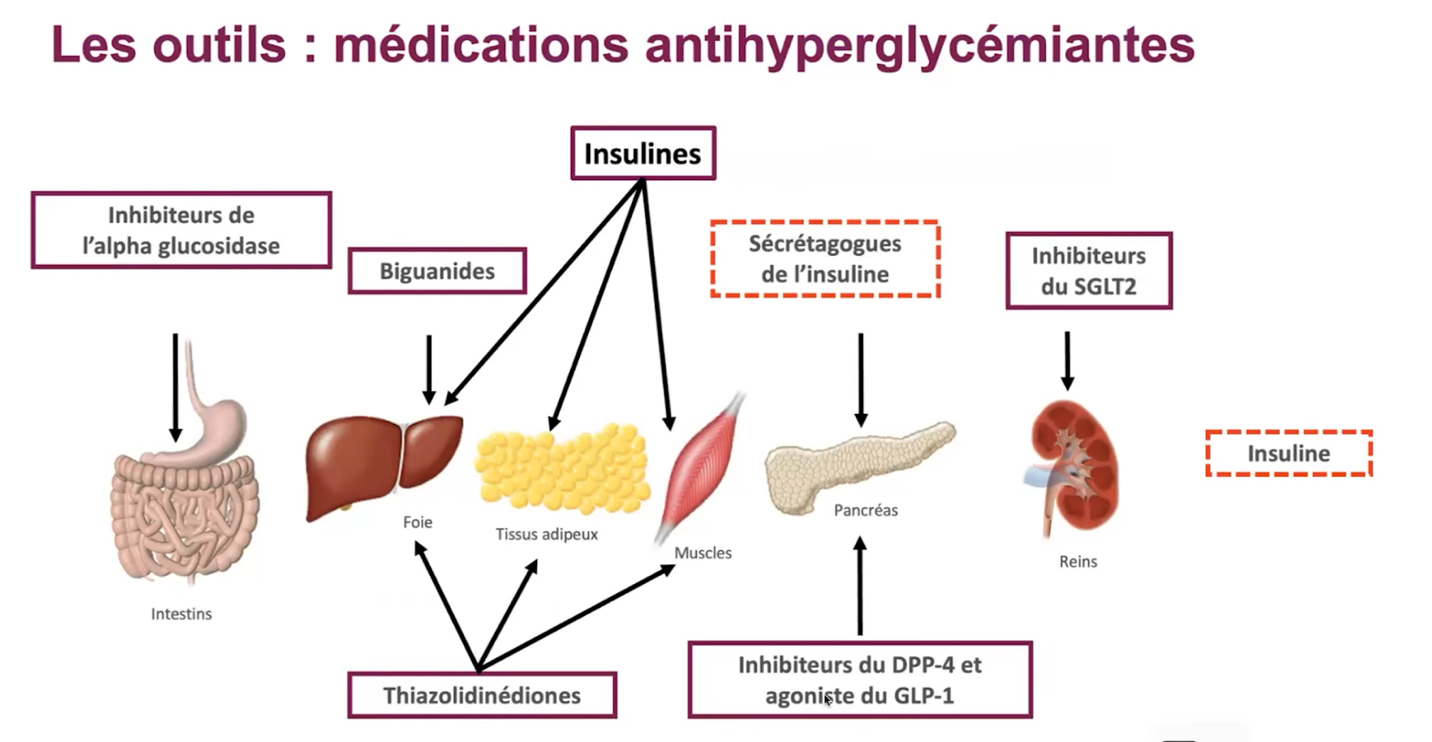 Les outils : médications antihyperglycémiantes
Insulines
Inhibiteurs de
l'alpha glucosidase
Biguanides
Sécrétagogues
de l'insuline
Inhibiteurs
du SGLT2
Insuline
Foie
Tissus adipeux
Muscles
Pancréas
Reins
Intestins
Thiazolidinédiones
Inhibiteurs du DPP-4 et
agoniste du GLP-1